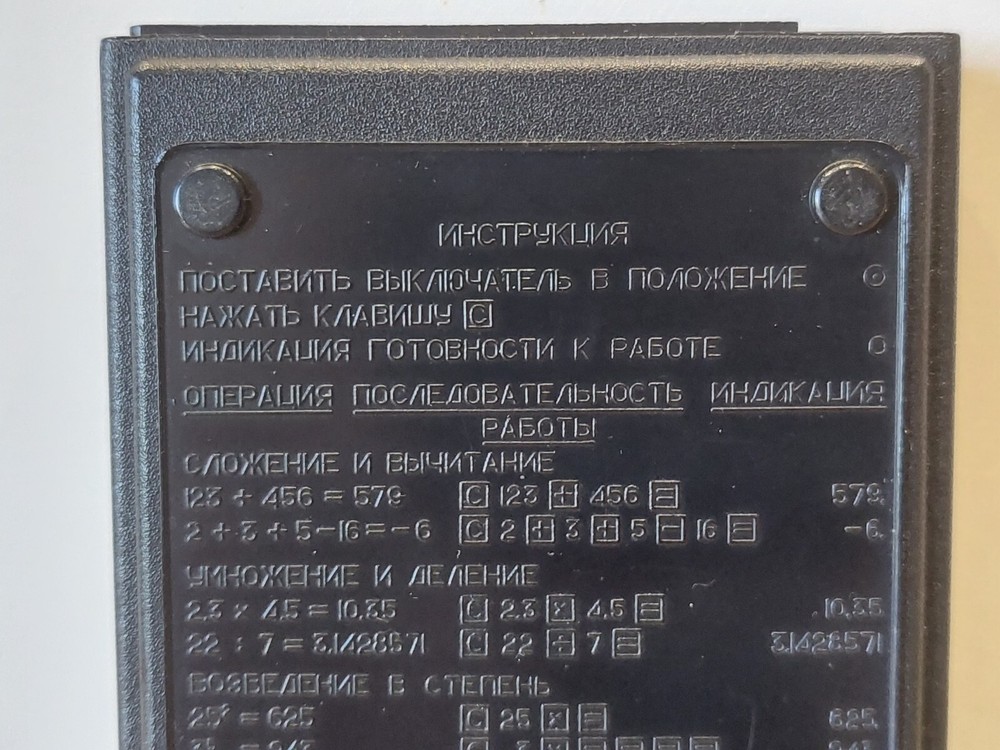 ИНСТРУКЦИЯ
ПОСТАВИТЬ ВЫКЛЮЧАТЕЛЬ В ПОЛОЖЕНИЕ ⊙
НАЖАТЬ КЛАВИШУ C
ИНДИКАЦИЯ ГОТОВНОСТИ К РАБОТЕ 0
ОПЕРАЦИЯ ПОСЛЕДОВАТЕЛЬНОСТЬ РАБОТЫ ИНДИКАЦИЯ
СЛОЖЕНИЕ И ВЫЧИТАНИЕ
123 + 456 = 579 C 123 + 456 = 579.
2 + 3 + 5 – 16 = – 6 C 2 + 3 + 5 – 16 = – 6.
УМНОЖЕНИЕ И ДЕЛЕНИЕ
2.3 × 4.5 = 10.35 C 2.3 × 4.5 = 10.35
22 : 7 = 3.1428571 C 22 ÷ 7 = 3.1428571
ВОЗВЕДЕНИЕ В СТЕПЕНЬ
25² = 625 C 25 × = 625.